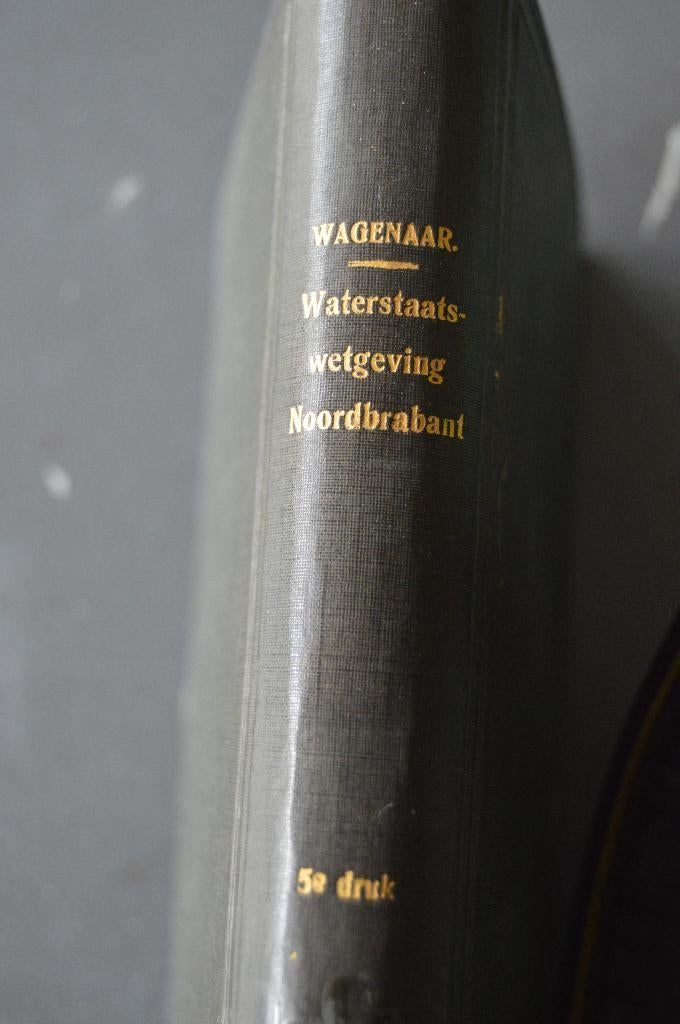 WAGENAAR.
Waterstaats-
wetgeving
Noordbrabant
5e druk